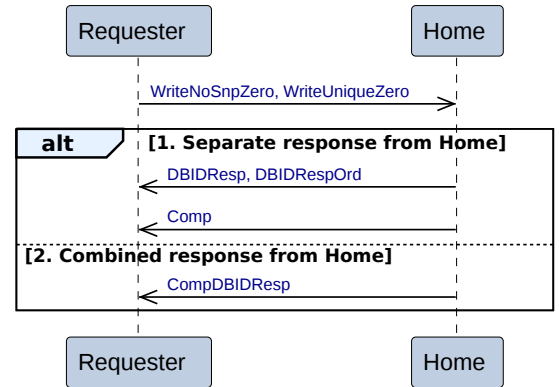 Requester Home
WriteNoSnpZero, WriteUniqueZero
alt [1. Separate response from Home]
DBIDResp, DBIDRespOrd
Comp
[2. Combined response from Home]
CompDBIDResp
Requester Home